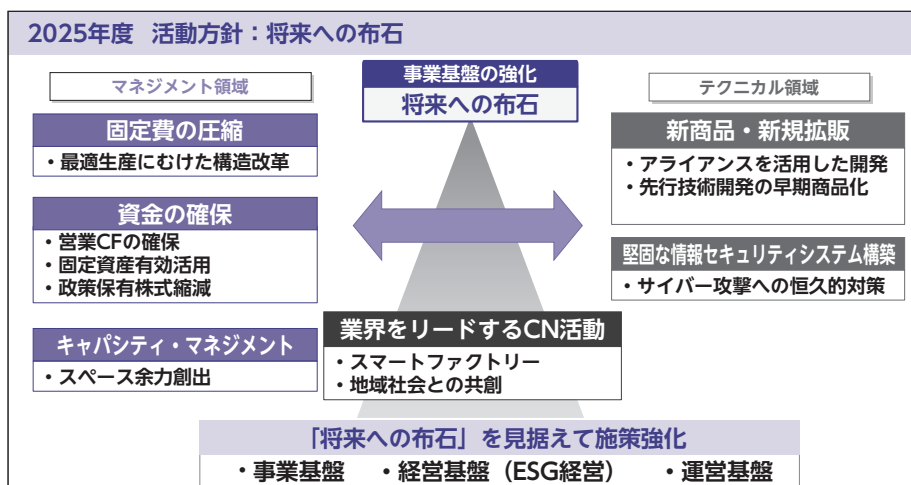 2025年度 活動方針：将来への布石
事業基盤の強化
将来への布石
マネジメント領域
固定費の圧縮
・最適生産にむけた構造改革
資金の確保
・営業CFの確保
・固定資産有効活用
・政策保有株式縮減
キャパシティ・マネジメント
・スペース余力創出
テクニカル領域
新商品・新規拡販
・アライアンスを活用した開発
・先行技術開発の早期商品化
堅固な情報セキュリティシステム構築
・サイバー攻撃への恒久的対策
業界をリードするCN活動
・スマートファクトリー
・地域社会との共創
「将来への布石」を見据えて施策強化
・事業基盤 ・経営基盤（ESG経営） ・運営基盤